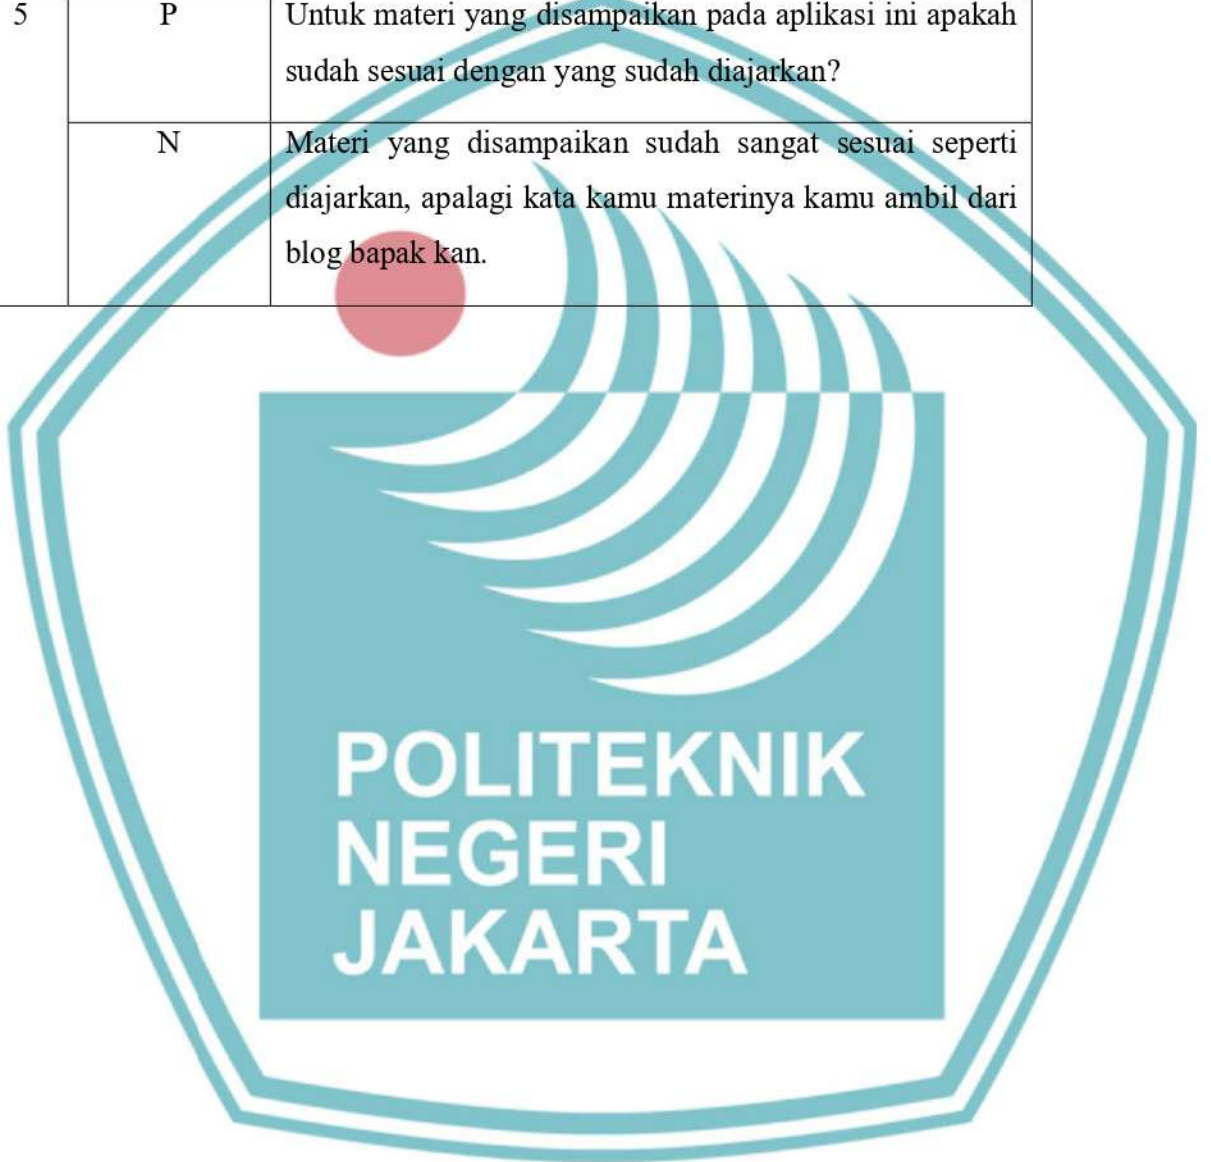 5 P Untuk materi yang disampaikan pada aplikasi ini apakah
sudah sesuai dengan yang sudah diajarkan?
N Materi yang disampaikan sudah sangat sesuai seperti
diajarkan, apalagi kata kamu materinya kamu ambil dari
blog bapak kan.
POLITEKNIK
NEGERI
JAKARTA